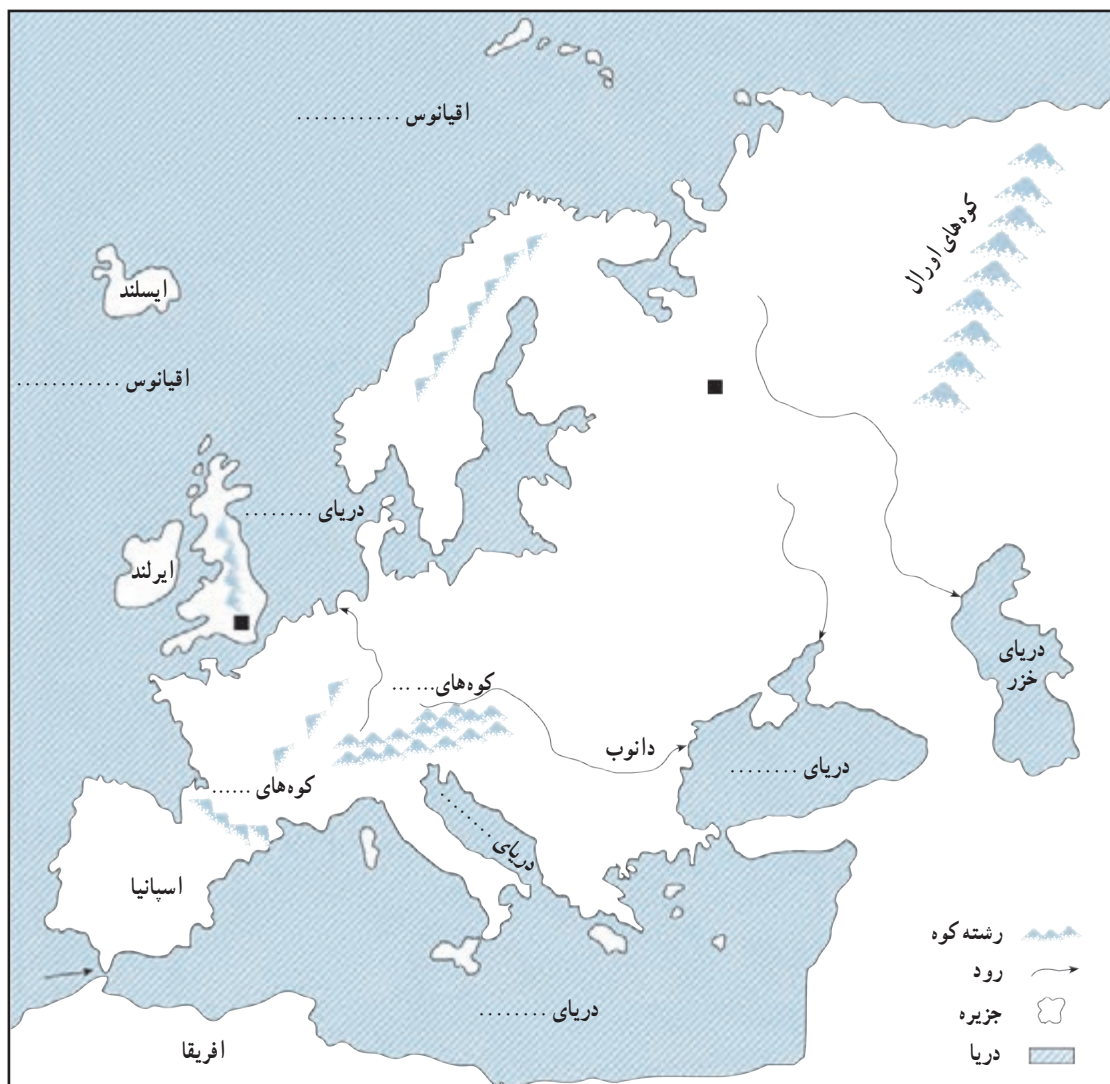 اقیانوس ............
کوه‌های اورال
ایسلند
اقیانوس ............
دریای ........
ایرلند
دریای
خزر
کوه‌های ... ...
دانوب
دریای ........
کوه‌های ......
دریای ........
اسپانیا
رشته کوه
رود
دریای ........
جزیره
افریقا
دریا